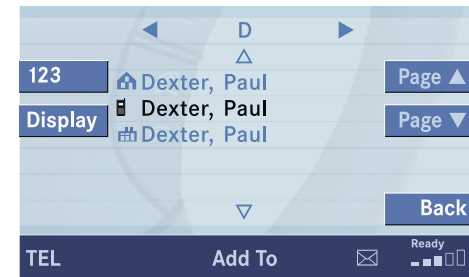 D
123
Dexter, Paul
Page
Dexter, Paul
Display
Page
Dexter, Paul
Back
TEL
Add To
Ready